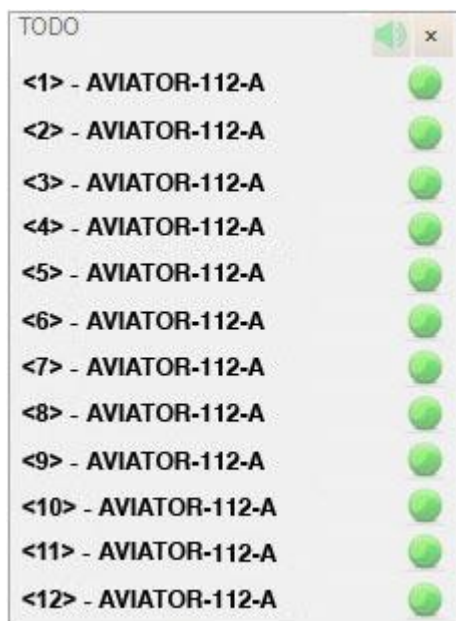 TODO
<1> - AVIATOR-112-A
<2> - AVIATOR-112-A
<3> - AVIATOR-112-A
<4> - AVIATOR-112-A
<5> - AVIATOR-112-A
<6> - AVIATOR-112-A
<7> - AVIATOR-112-A
<8> - AVIATOR-112-A
<9> - AVIATOR-112-A
<10> - AVIATOR-112-A
<11> - AVIATOR-112-A
<12> - AVIATOR-112-A